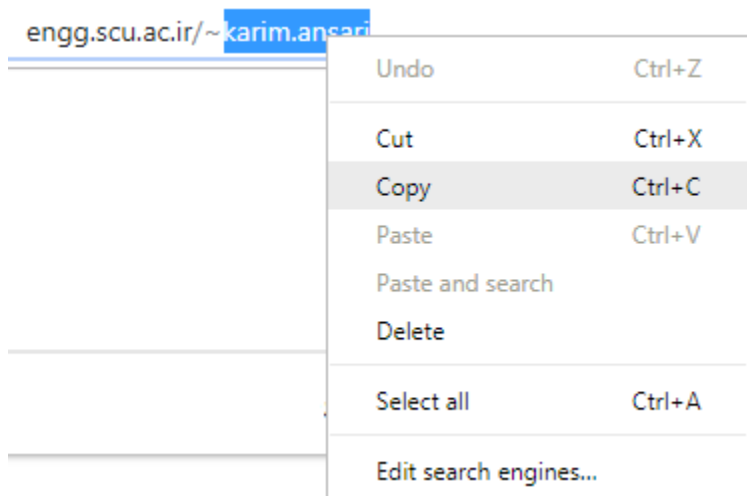 engg.scu.ac.ir/~karim.ansari
Undo Ctrl+Z
Cut Ctrl+X
Copy Ctrl+C
Paste Ctrl+V
Paste and search
Delete
Select all Ctrl+A
Edit search engines...